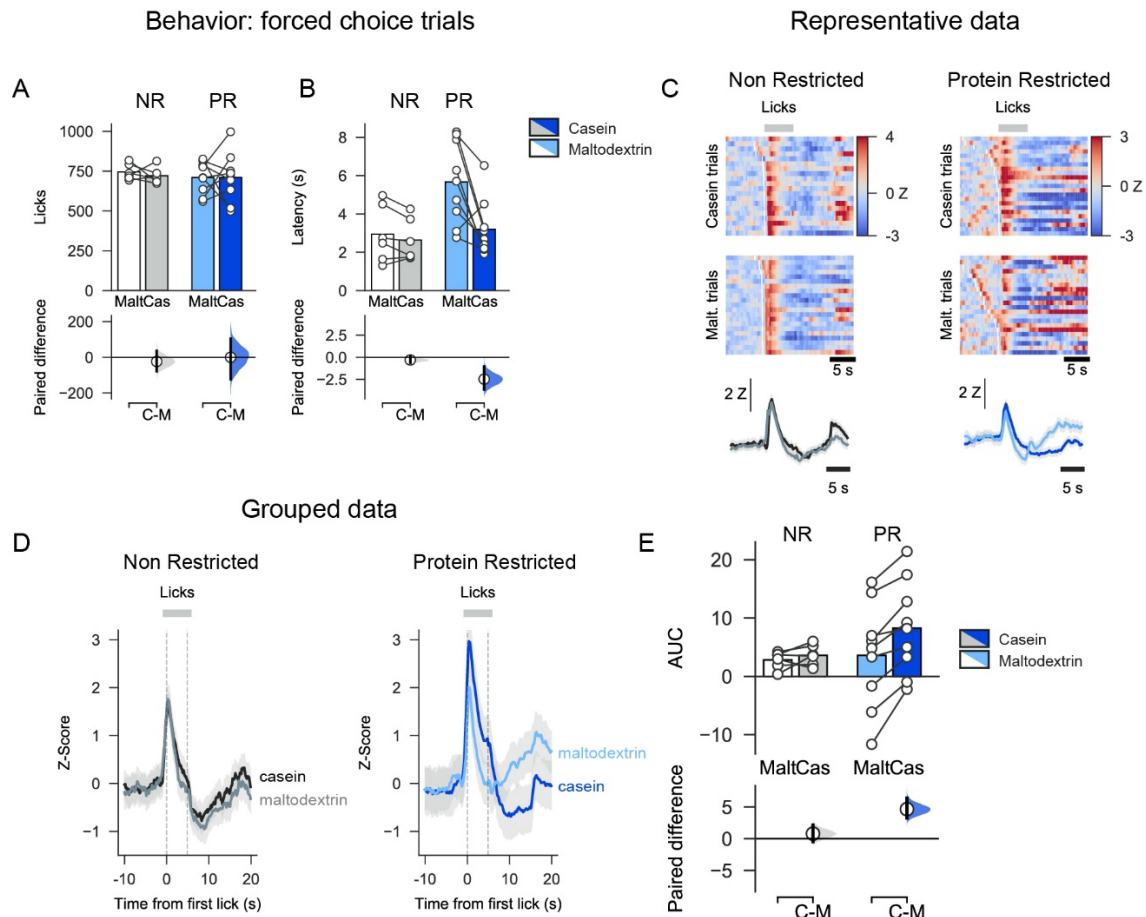 Behavior: forced choice trials
Representative data
A
NR
PR
Licks
1000
750
500
250
0
MaltCas
MaltCas
Paired difference
200
0
−200
C-M
C-M
B
NR
PR
Latency (s)
8
6
4
2
0
MaltCas
MaltCas
Paired difference
2.5
0.0
−2.5
C-M
C-M
Casein
Maltodextrin
C
Non Restricted
Protein Restricted
Licks
Licks
Casein trials
4
0 Z
-3
Casein trials
3
0 Z
-3
Malt. trials
5 s
Malt. trials
5 s
2 Z
5 s
2 Z
5 s
Grouped data
D
Non Restricted
Protein Restricted
Licks
Licks
Z-Score
3
2
1
0
−1
casein
maltodextrin
-10
0
10
20
Time from first lick (s)
Z-Score
3
2
1
0
−1
maltodextrin
casein
-10
0
10
20
Time from first lick (s)
E
NR
PR
AUC
20
10
0
−10
MaltCas
MaltCas
Casein
Maltodextrin
Paired difference
5
0
−5
C-M
C-M